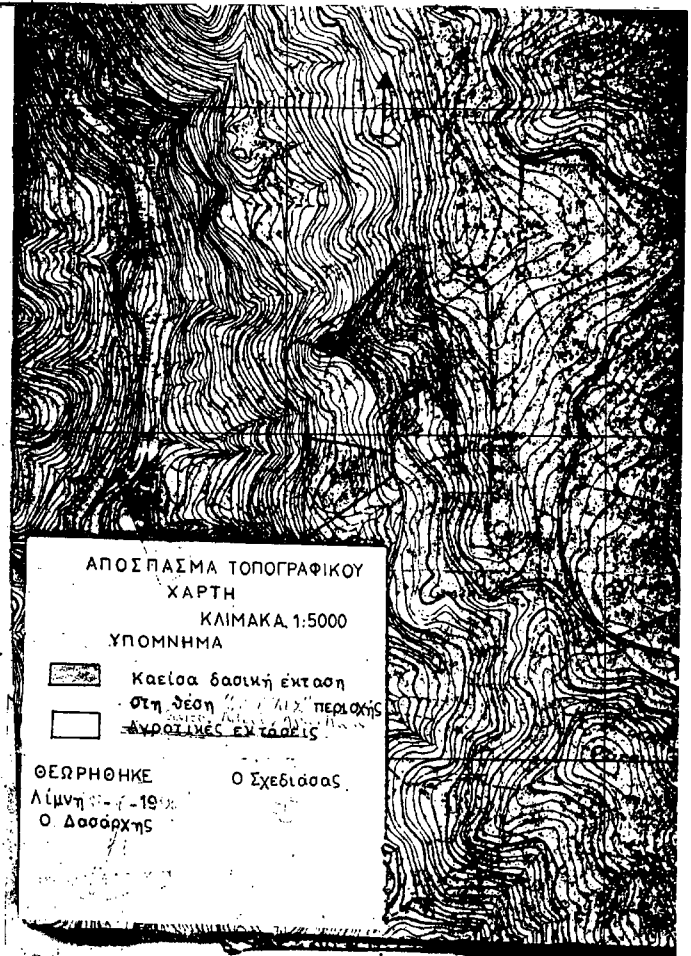 ΑΠΟΣΠΑΣΜΑ ΤΟΠΟΓΡΑΦΙΚΟΥ
ΧΑΡΤΗ
ΚΛΙΜΑΚΑ 1:5000
ΥΠΟΜΝΗΜΑ
Καείσα δασική έκταση
στη θέση περιοχής
Αγροτικές εκτάσεις
ΘΕΩΡΗΘΗΚΕ
Ο Σχεδιάσας
Λίμνη
Ο Δασάρχης